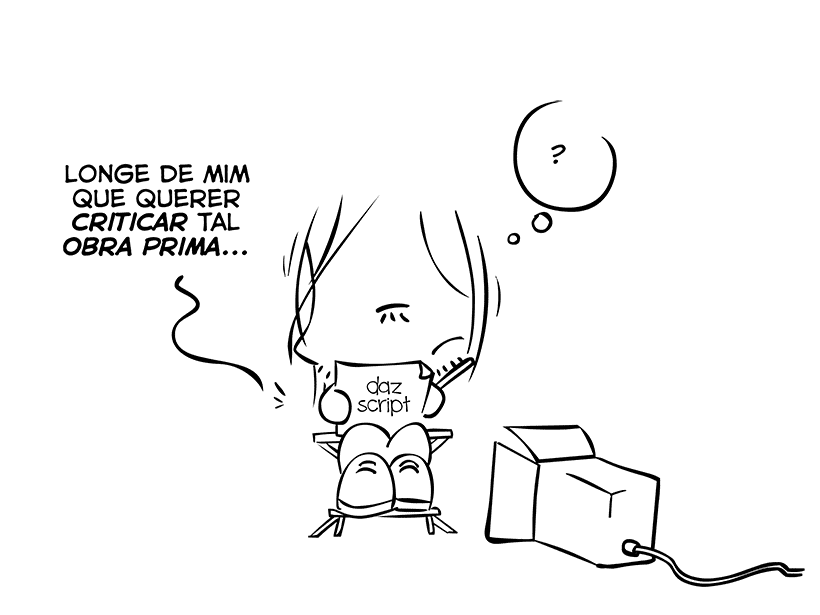 LONGE DE MIM
QUE QUERER
CRITICAR TAL
OBRA PRIMA...
?
daz
script